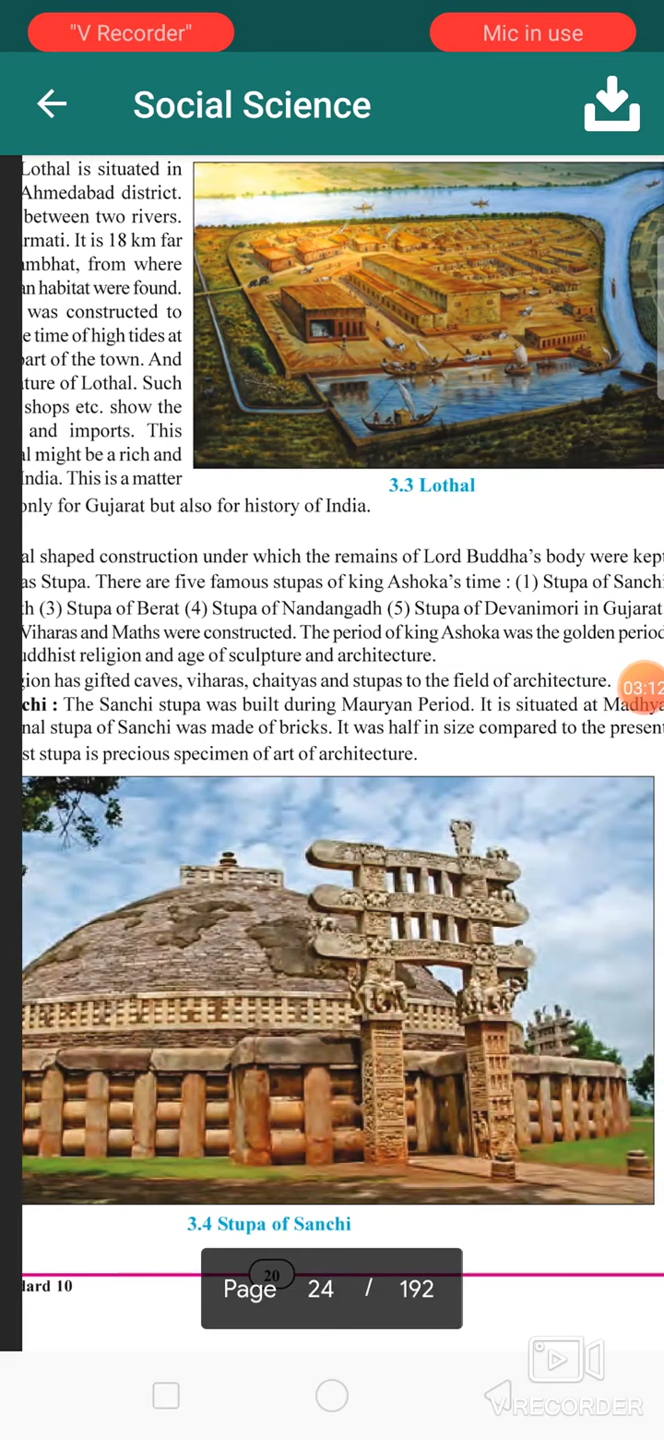 "V Recorder"
Mic in use
Social Science
Lothal is situated in
Ahmedabad district.
between two rivers.
rmati. It is 18 km far
mbhat, from where
an habitat were found.
was constructed to
e time of high tides at
part of the town. And
ture of Lothal. Such
shops etc. show the
and imports. This
al might be a rich and
India. This is a matter
3.3 Lothal
only for Gujarat but also for history of India.
al shaped construction under which the remains of Lord Buddha's body were kept
as Stupa. There are five famous stupas of king Ashoka's time : (1) Stupa of Sanchi
h (3) Stupa of Berat (4) Stupa of Nandangadh (5) Stupa of Devanimori in Gujarat
Viharas and Maths were constructed. The period of king Ashoka was the golden period
uddhist religion and age of sculpture and architecture.
gion has gifted caves, viharas, chaityas and stupas to the field of architecture.
03:12
chi : The Sanchi stupa was built during Mauryan Period. It is situated at Madhya
nal stupa of Sanchi was made of bricks. It was half in size compared to the present
st stupa is precious specimen of art of architecture.
3.4 Stupa of Sanchi
20
dard 10
Page 24 / 192
V RECORDER